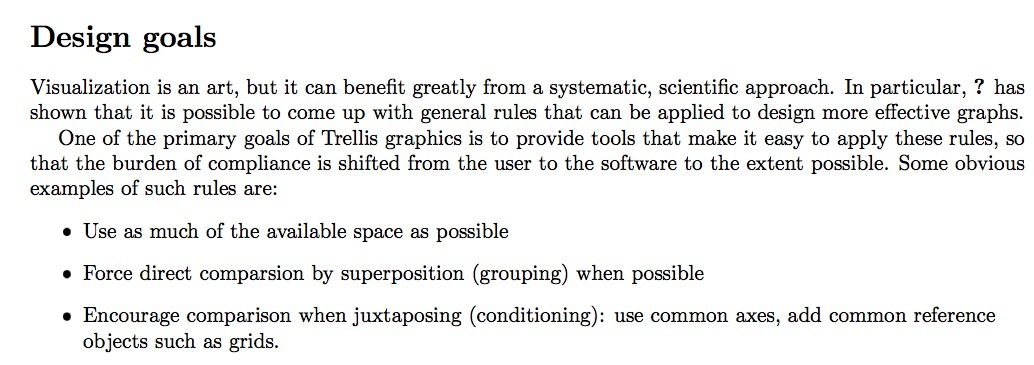 Design goals
Visualization is an art, but it can benefit greatly from a systematic, scientific approach. In particular, ? has
shown that it is possible to come up with general rules that can be applied to design more effective graphs.
One of the primary goals of Trellis graphics is to provide tools that make it easy to apply these rules, so
that the burden of compliance is shifted from the user to the software to the extent possible. Some obvious
examples of such rules are:
• Use as much of the available space as possible
• Force direct comparsion by superposition (grouping) when possible
• Encourage comparison when juxtaposing (conditioning): use common axes, add common reference
objects such as grids.